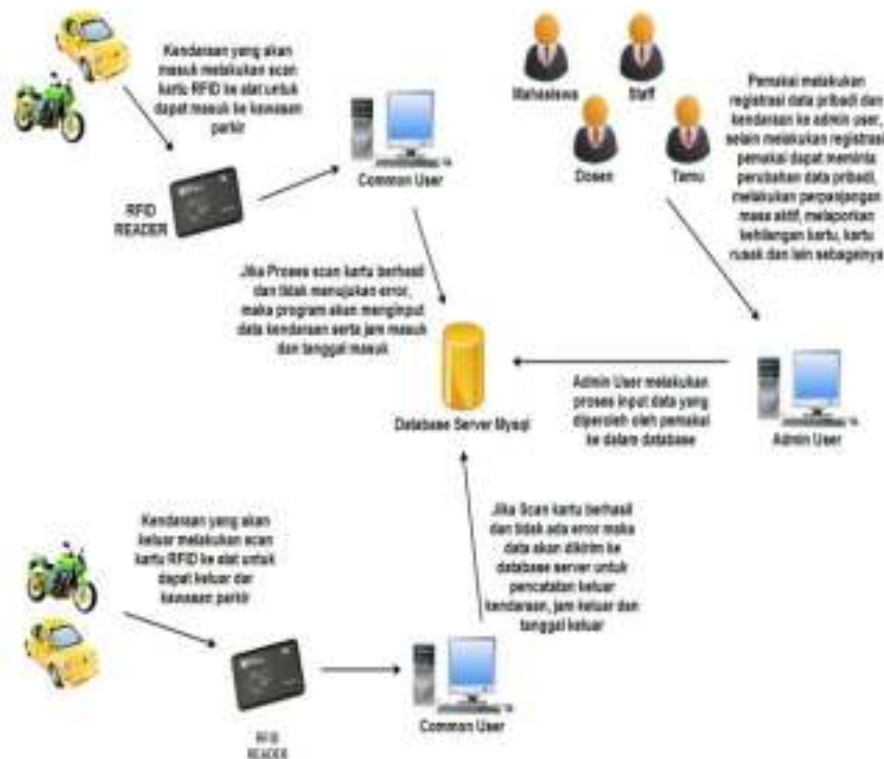 Kendaraan yang akan
masuk melakukan scan
kartu RFID ke alat untuk
dapat masuk ke kawasan
parkir
RFID
READER
Common User
Mahasiswa
Staff
Dosen
Tamu
Pemakai melakukan
registrasi data pribadi dan
kendaraan ke admin user,
selain melakukan registrasi
pemakai dapat meminta
perubahan data pribadi,
melakukan perpanjangan
masa aktif, melaporkan
kehilangan kartu, kartu
rusak dan lain sebagainya
Jika Proses scan kartu berhasil
dan tidak menujukan error,
maka program akan menginput
data kendaraan serta jam masuk
dan tanggal masuk
Database Server Mysql
Admin User melakukan
proses input data yang
diperoleh oleh pemakai
ke dalam database
Admin User
Kendaraan yang akan
keluar melakukan scan
kartu RFID ke alat untuk
dapat keluar dar
kawasan parkir
Jika Scan kartu berhasil
dan tidak ada error maka
data akan dikirim ke
database server untuk
pencatatan keluar
kendaraan, jam keluar dan
tanggal keluar
RFID
READER
Common User